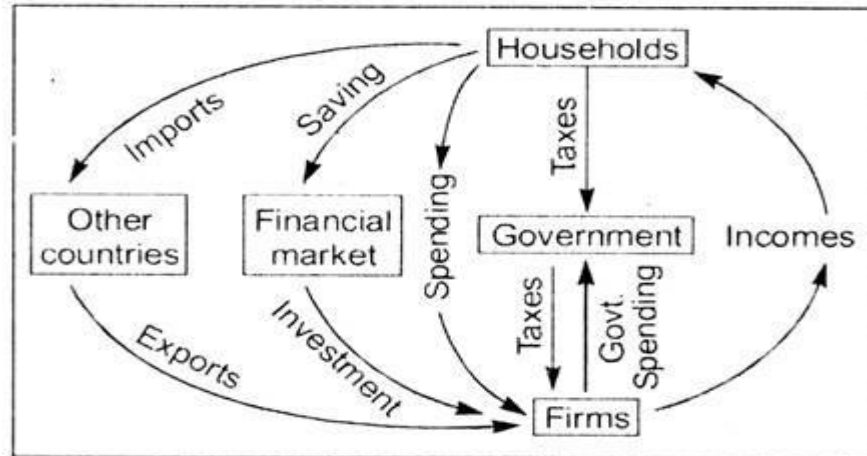 Households
Imports
Saving
Spending
Taxes
Other
countries
Financial
market
Government
Incomes
Exports
Investment
Taxes
Govt.
Spending
Firms